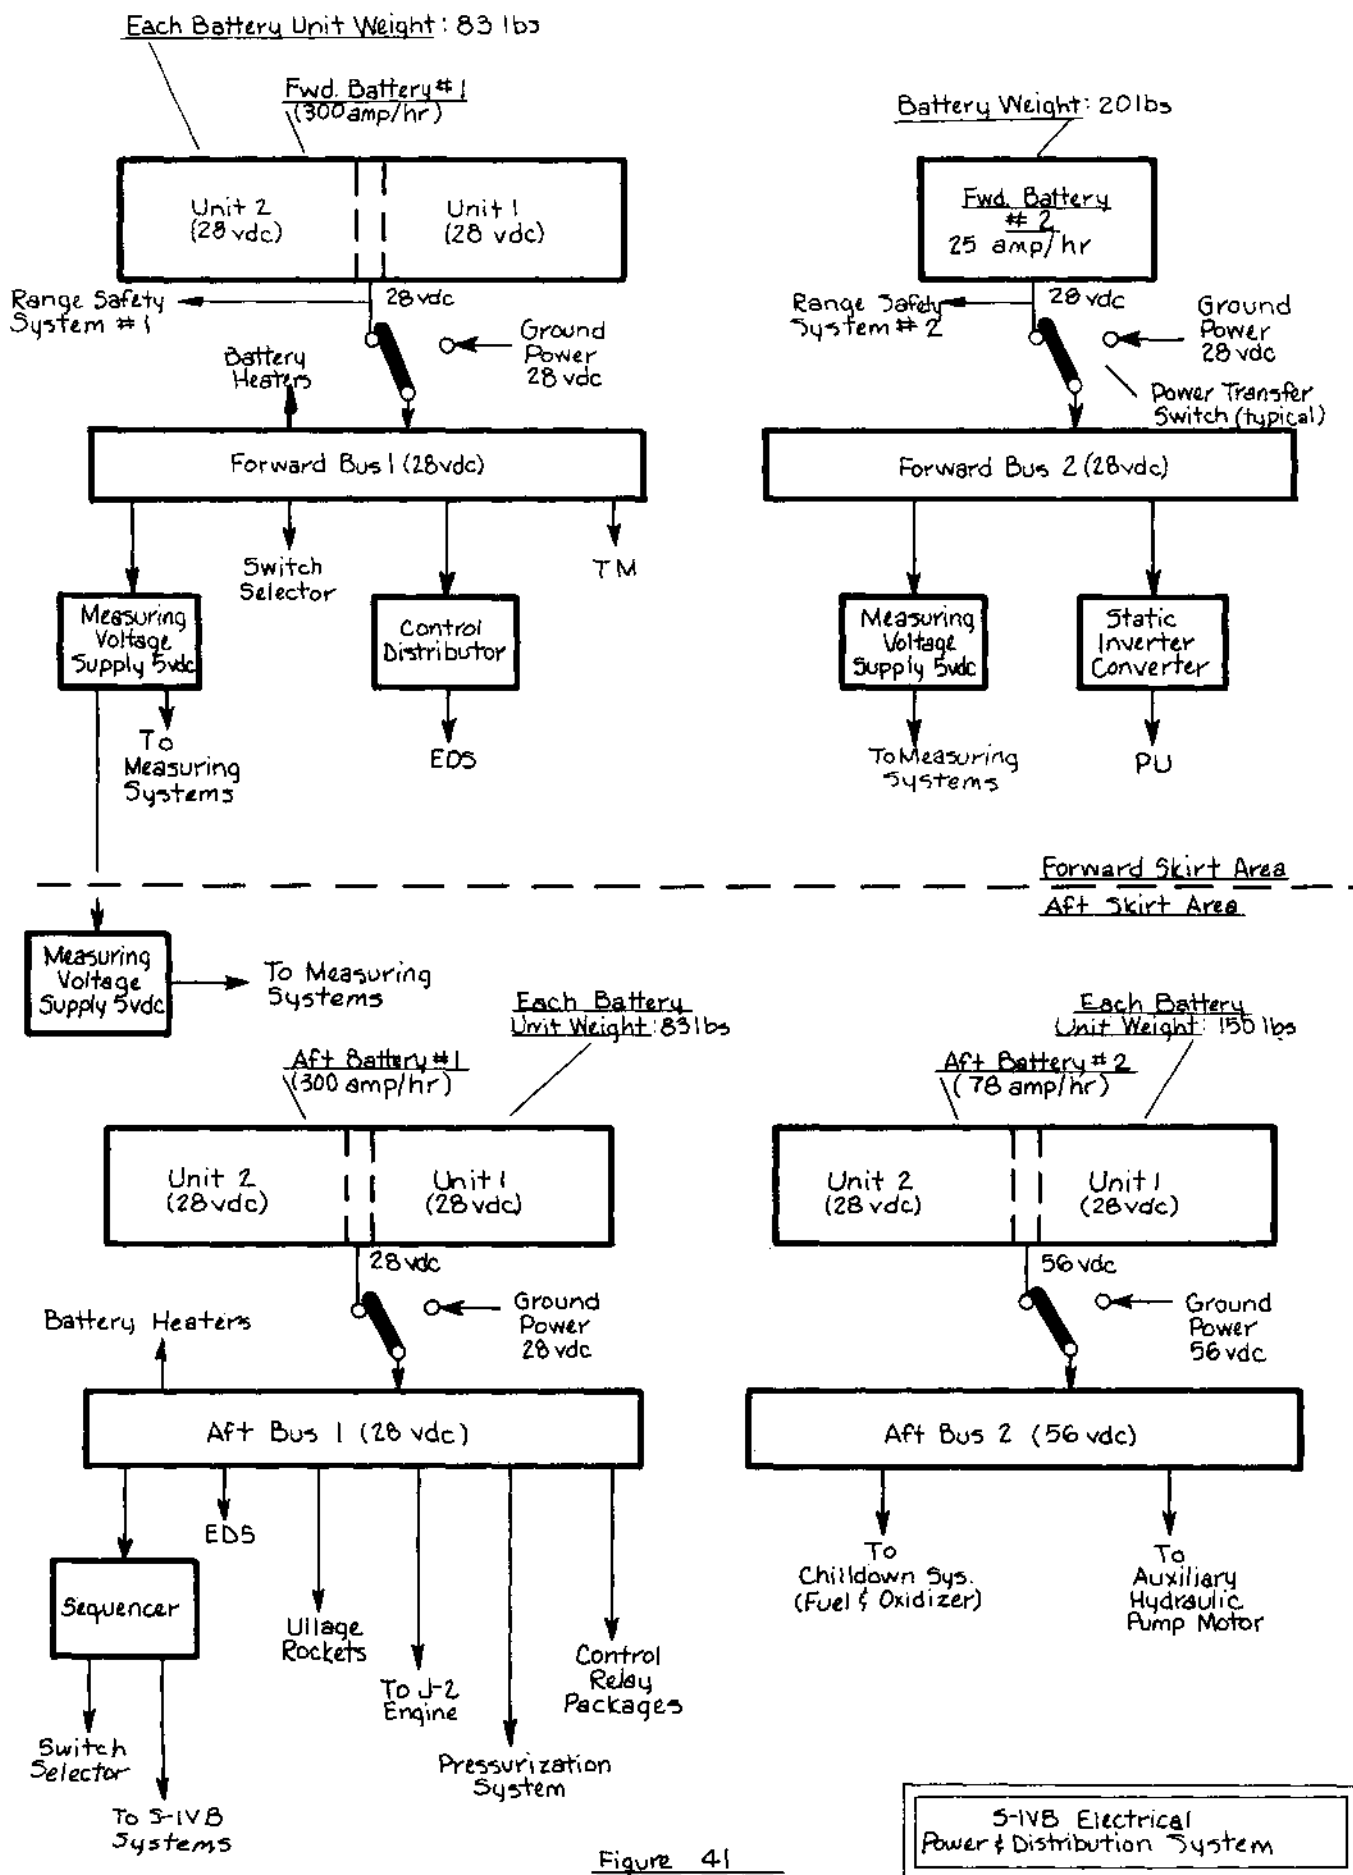 Each Battery Unit Weight: 83 lbs
Fwd. Battery #1
(300 amp/hr)
Unit 2
(28 vdc)
Unit 1
(28 vdc)
Battery Weight: 20 lbs
Fwd. Battery
# 2
25 amp/hr
Range Safety
System #1
28 vdc
Ground
Power
28 vdc
Battery
Heaters
Range Safety
System # 2
28 vdc
Ground
Power
28 vdc
Power Transfer
Switch (typical)
Forward Bus 1 (28 vdc)
Forward Bus 2 (28 vdc)
Switch
Selector
TM
Measuring
Voltage
Supply 5vdc
Control
Distributor
Measuring
Voltage
Supply 5vdc
Static
Inverter
Converter
To
Measuring
Systems
EDS
To Measuring
Systems
PU
Forward Skirt Area
Aft Skirt Area
Measuring
Voltage
Supply 5vdc
To Measuring
Systems
Each Battery
Unit Weight: 83 lbs
Aft Battery #1
(300 amp/hr)
Each Battery
Unit Weight: 150 lbs
Aft Battery # 2
(78 amp/hr)
Unit 2
(28 vdc)
Unit 1
(28 vdc)
Unit 2
(28 vdc)
Unit 1
(28 vdc)
28 vdc
Ground
Power
28 vdc
Battery Heaters
56 vdc
Ground
Power
56 vdc
Aft Bus 1 (28 vdc)
Aft Bus 2 (56 vdc)
EDS
Sequencer
Ullage
Rockets
To J-2
Engine
Control
Relay
Packages
Pressurization
System
Switch
Selector
To S-IVB
Systems
To
Chilldown Sys.
(Fuel & Oxidizer)
To
Auxiliary
Hydraulic
Pump Motor
S-IVB Electrical
Power & Distribution System
Figure 41